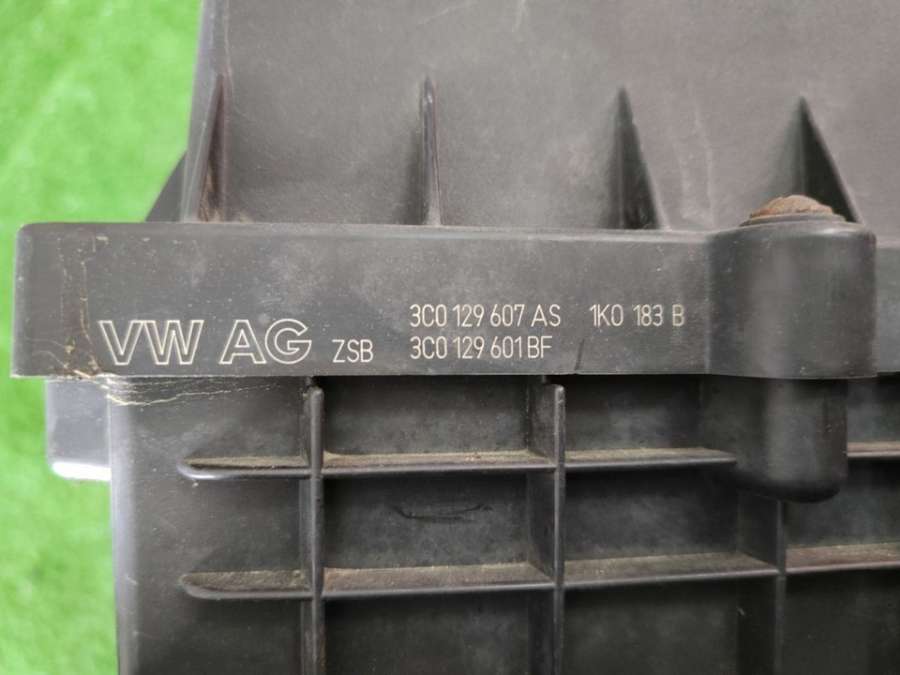 3C0 129 607 AS 1K0 183 B
VW AG ZSB 3C0 129 601 BF